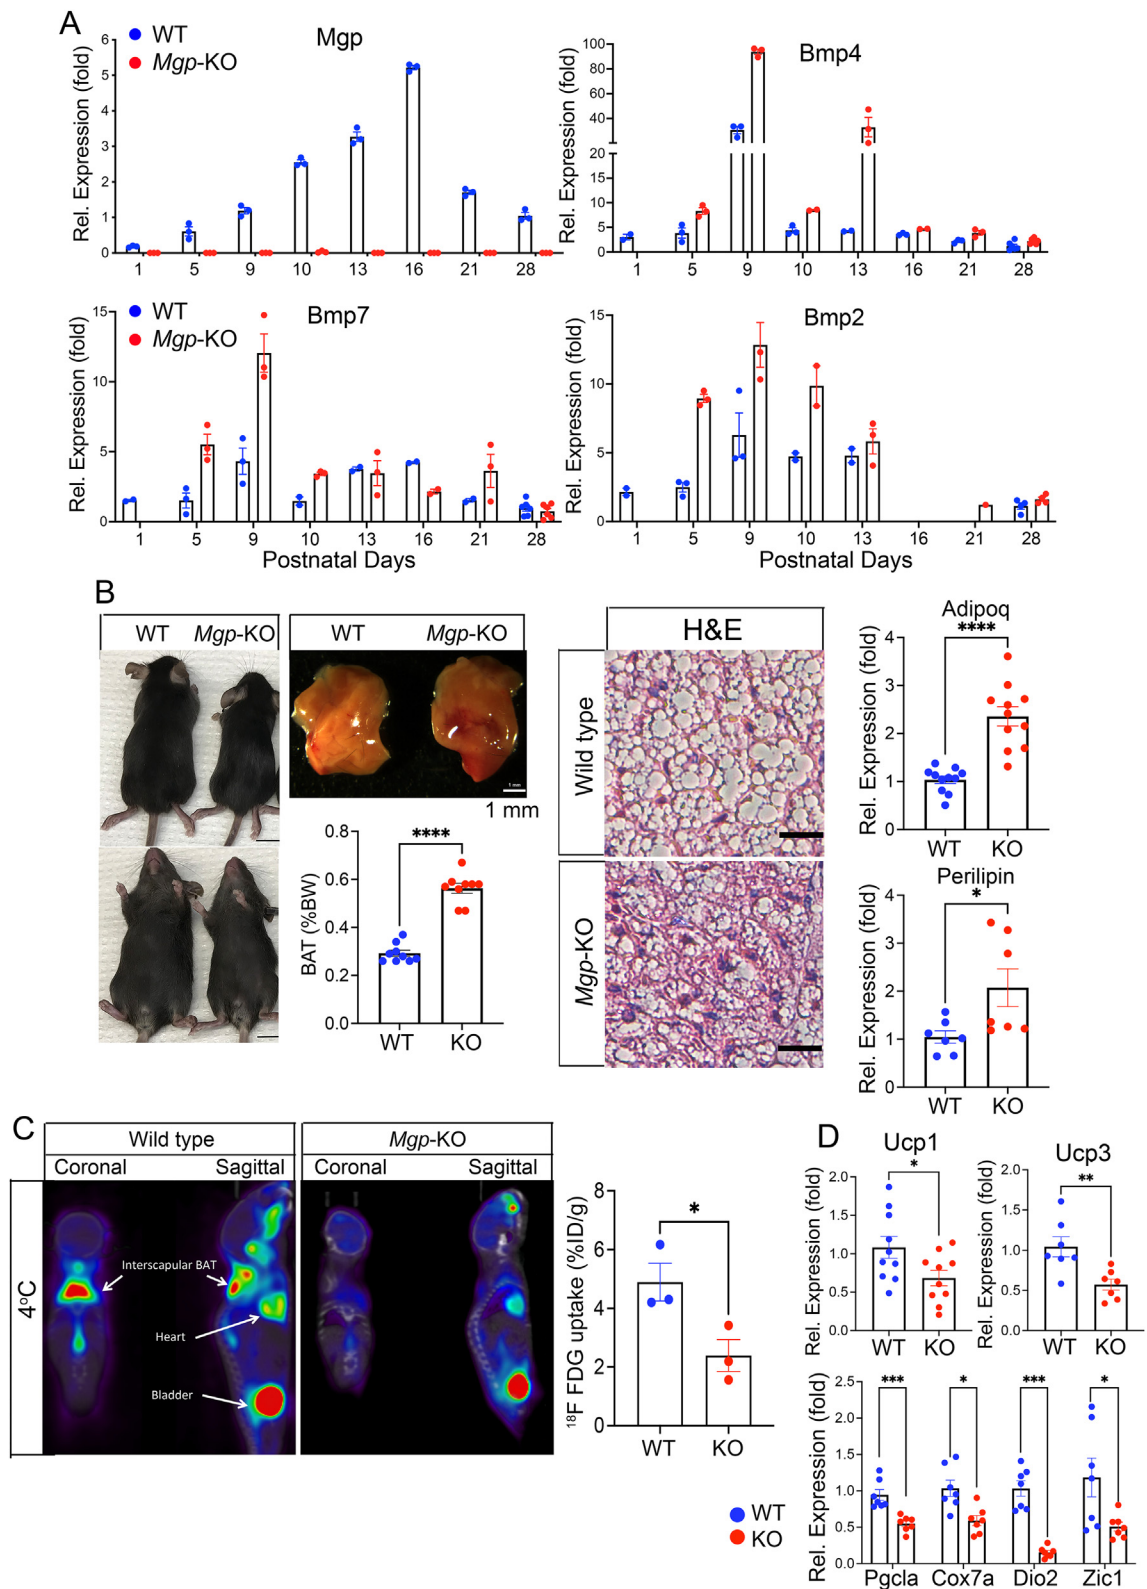 A
WT
Mgp-KO
Mgp
Rel. Expression (fold)
6
5
4
3
2
1
0
1 5 9 10 13 16 21 28
Bmp4
Rel. Expression (fold)
100
80
60
40
20
15
10
5
0
1 5 9 10 13 16 21 28
WT
Mgp-KO
Bmp7
Rel. Expression (fold)
15
10
5
0
1 5 9 10 13 16 21 28
Postnatal Days
Bmp2
Rel. Expression (fold)
15
10
5
0
1 5 9 10 13 16 21 28
Postnatal Days
B
WT Mgp-KO
WT Mgp-KO
1 mm
1 mm
BAT (%BW)
0.8
0.6
0.4
0.2
0.0
****
WT KO
H&E
Wild type
Mgp-KO
Adipoq
****
Rel. Expression (fold)
4
3
2
1
0
WT KO
Perilipin
*
Rel. Expression (fold)
4
3
2
1
0
WT KO
C
Wild type
Mgp-KO
Coronal Sagittal
Coronal Sagittal
4°C
Interscapular BAT
Heart
Bladder
18F FDG uptake (%ID/g)
8
6
4
2
0
*
WT KO
D
Ucp1
*
Rel. Expression (fold)
2.0
1.5
1.0
0.5
0.0
WT KO
Ucp3
**
Rel. Expression (fold)
2.0
1.5
1.0
0.5
0.0
WT KO
Rel. Expression (fold)
2.5
2.0
1.5
1.0
0.5
0.0
*** * *** *
Pgcla Cox7a Dio2 Zic1
WT
KO